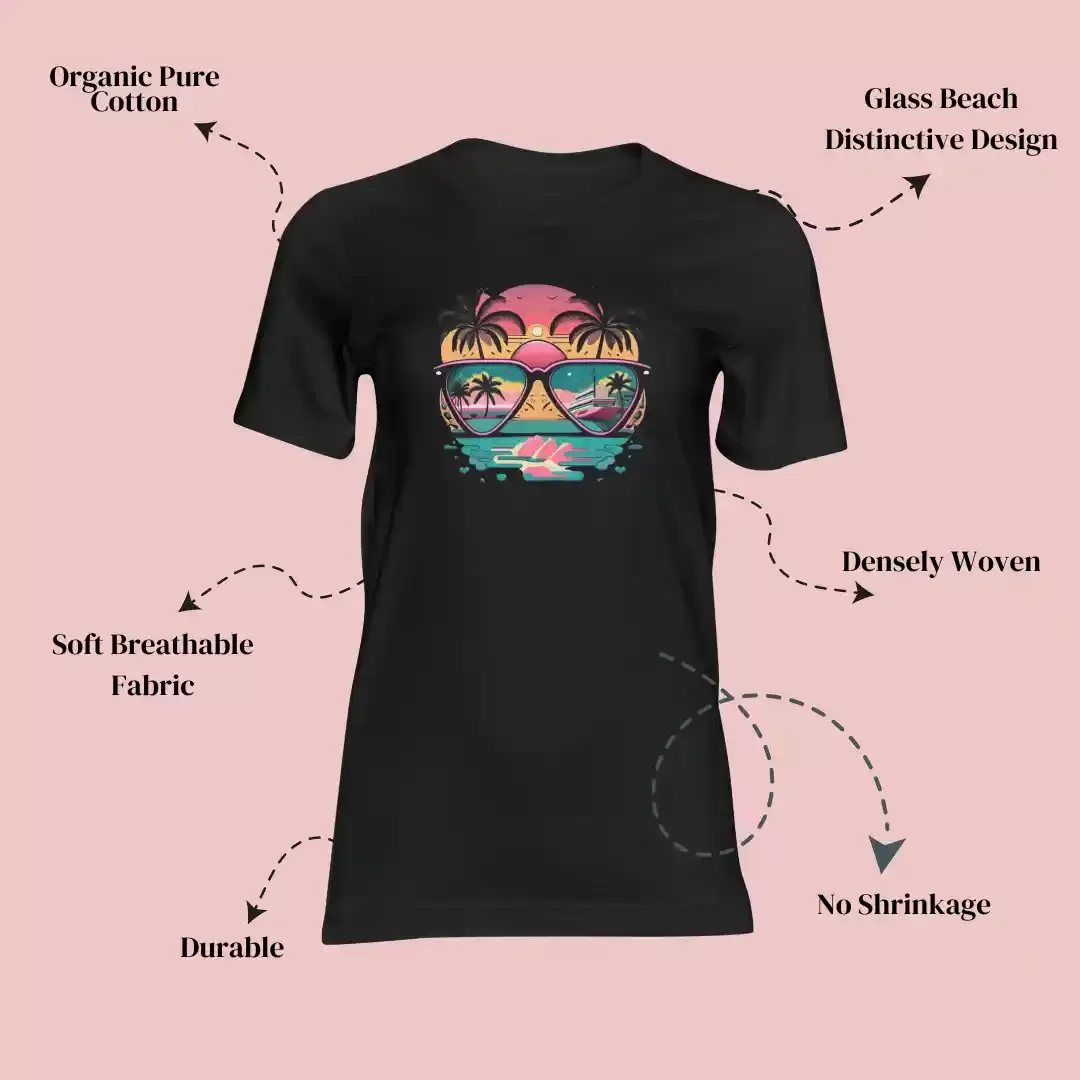 Organic Pure
Cotton
Glass Beach
Distinctive Design
Densely Woven
Soft Breathable
Fabric
No Shrinkage
Durable